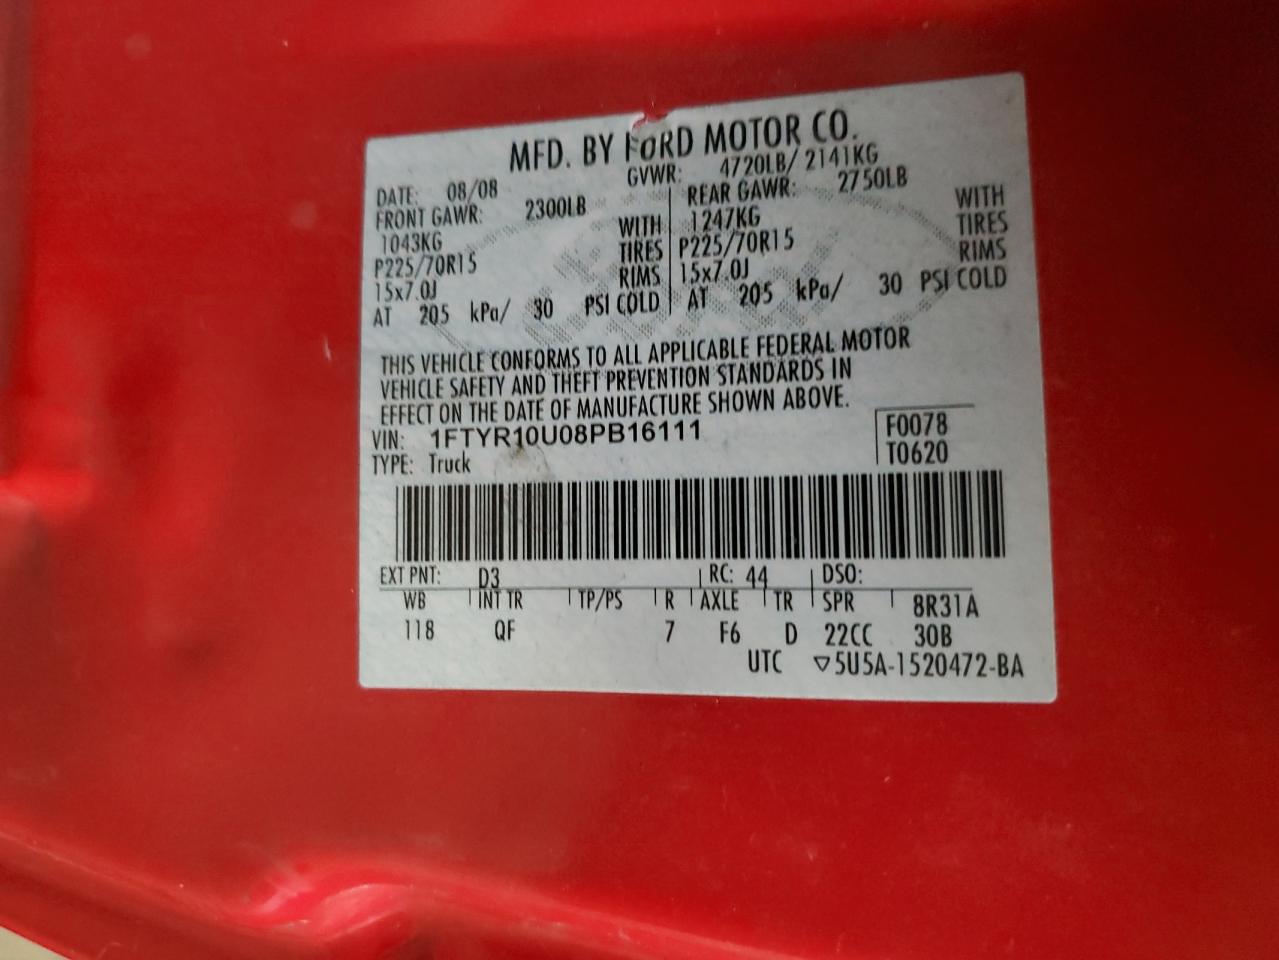 MFD. BY FORD MOTOR CO.
DATE: 08/08 GVWR: 4720LB/ 2141KG
FRONT GAWR: 2300LB REAR GAWR: 2750LB
1043KG WITH 1247KG WITH
P225/70R15 TIRES P225/70R15 TIRES
15x7.0J RIMS 15x7.0J RIMS
AT 205 kPa/ 30 PSI COLD AT 205 kPa/ 30 PSI COLD
THIS VEHICLE CONFORMS TO ALL APPLICABLE FEDERAL MOTOR
VEHICLE SAFETY AND THEFT PREVENTION STANDARDS IN
EFFECT ON THE DATE OF MANUFACTURE SHOWN ABOVE.
VIN: 1FTYR10U08PB16111 F0078
TYPE: Truck T0620
EXT PNT: D3 RC: 44 DSO:
WB INT TR TP/PS R AXLE TR SPR 8R31A
118 QF 7 F6 D 22CC 30B
UTC ▽5U5A-1520472-BA